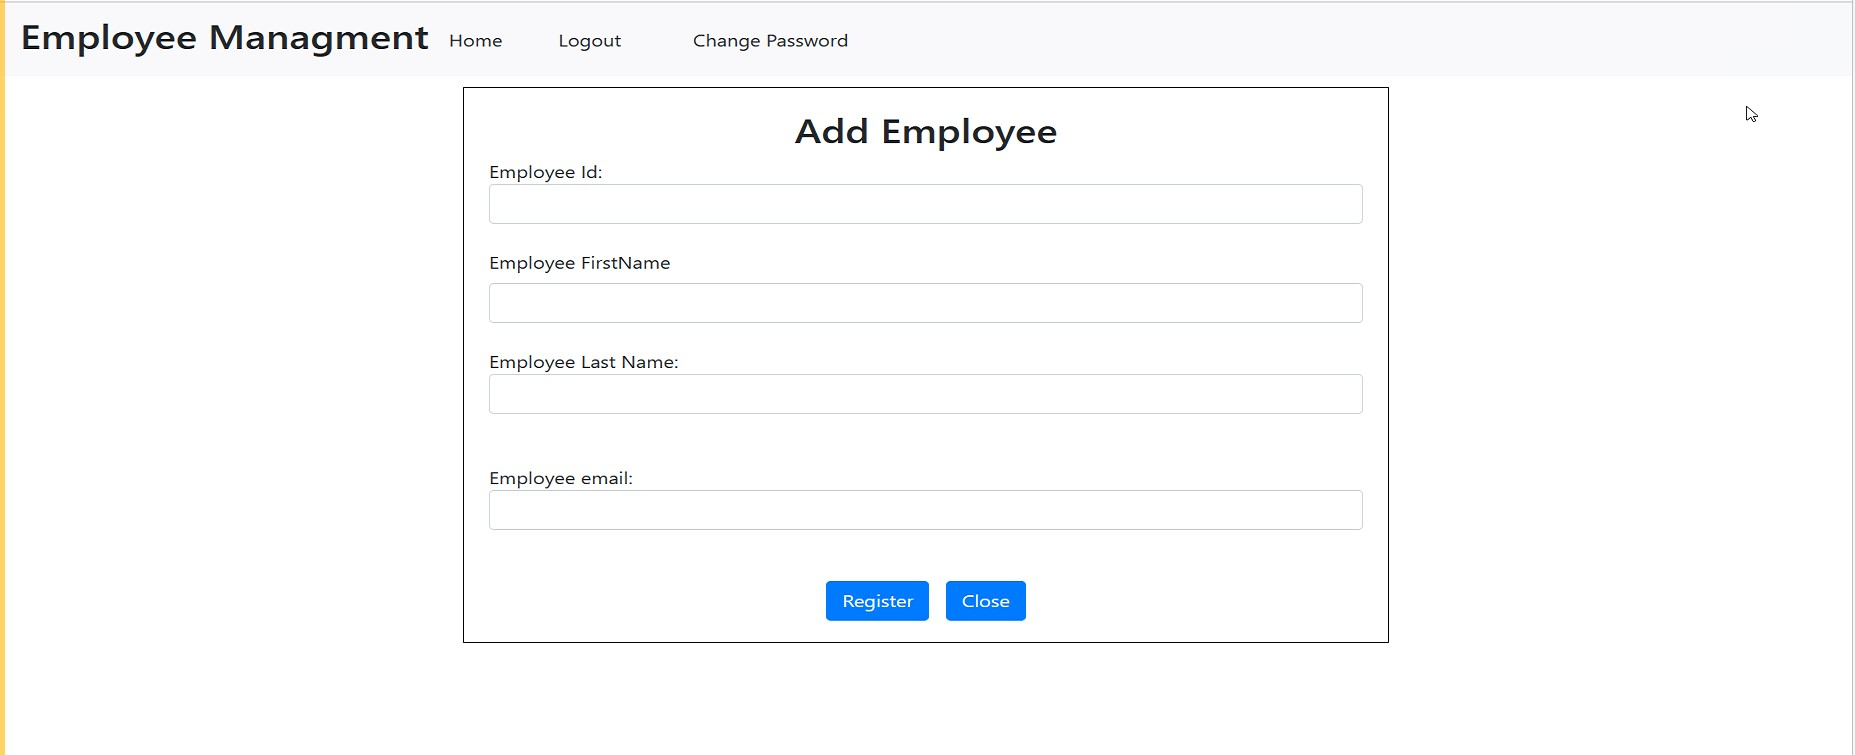 Employee Managment Home Logout Change Password
Add Employee
Employee Id:
Employee FirstName
Employee Last Name:
Employee email:
Register Close